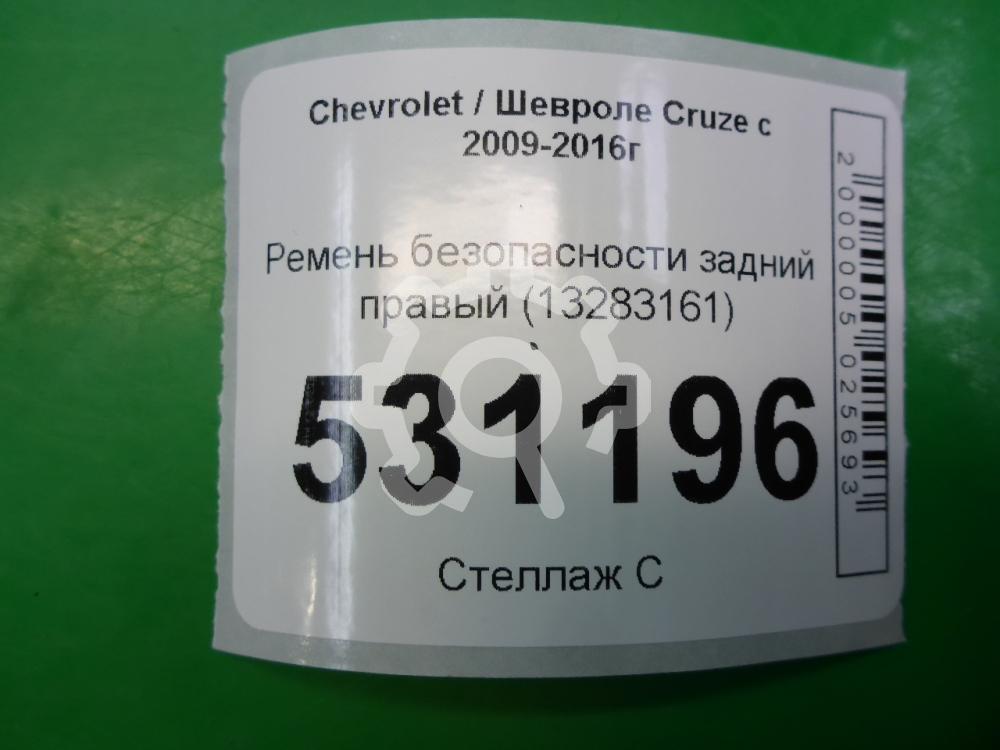 Chevrolet / Шевроле Cruze с
2009-2016г
Ремень безопасности задний
правый (13283161)
531196
Стеллаж С
2000005025693